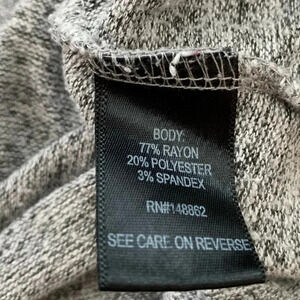 BODY:
77% RAYON
20% POLYESTER
3% SPANDEX
RN#148862
SEE CARE ON REVERSE